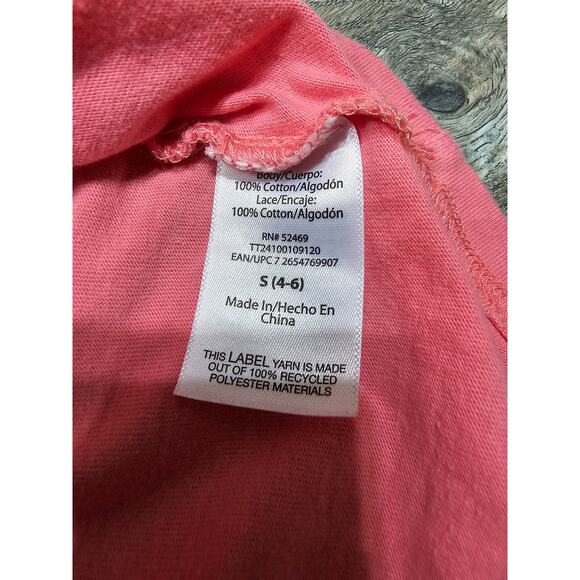 Body/Cuerpo:
100% Cotton/Algodón
Lace/Encaje:
100% Cotton/Algodón
RN# 52469
TT24100109120
EAN/UPC 7 2654769907
S (4-6)
Made In/Hecho En
China
THIS LABEL YARN IS MADE
OUT OF 100% RECYCLED
POLYESTER MATERIALS